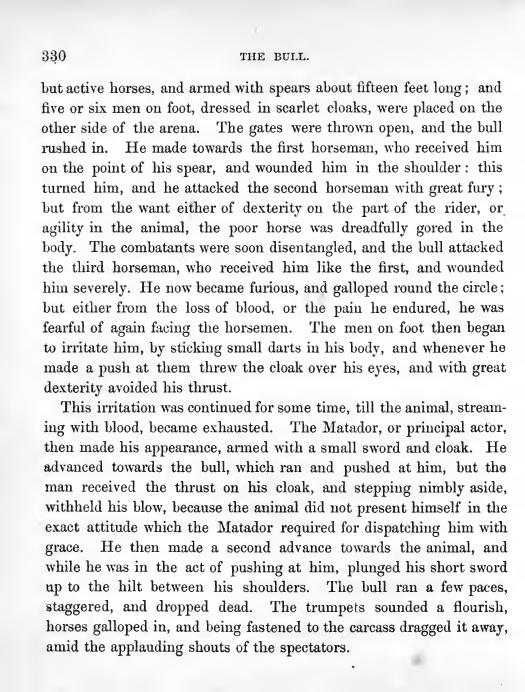 330 THE BULL.
but active horses, and armed with spears about fifteen feet long; and
five or six men on foot, dressed in scarlet cloaks, were placed on the
other side of the arena. The gates were thrown open, and the bull
rushed in. He made towards the first horseman, who received him
on the point of his spear, and wounded him in the shoulder: this
turned him, and he attacked the second horseman with great fury;
but from the want either of dexterity on the part of the rider, or
agility in the animal, the poor horse was dreadfully gored in the
body. The combatants were soon disentangled, and the bull attacked
the third horseman, who received him like the first, and wounded
him severely. He now became furious, and galloped round the circle;
but either from the loss of blood, or the pain he endured, he was
fearful of again facing the horsemen. The men on foot then began
to irritate him, by sticking small darts in his body, and whenever he
made a push at them threw the cloak over his eyes, and with great
dexterity avoided his thrust.
This irritation was continued for some time, till the animal, stream-
ing with blood, became exhausted. The Matador, or principal actor,
then made his appearance, armed with a small sword and cloak. He
advanced towards the bull, which ran and pushed at him, but the
man received the thrust on his cloak, and stepping nimbly aside,
withheld his blow, because the animal did not present himself in the
exact attitude which the Matador required for dispatching him with
grace. He then made a second advance towards the animal, and
while he was in the act of pushing at him, plunged his short sword
up to the hilt between his shoulders. The bull ran a few paces,
staggered, and dropped dead. The trumpets sounded a flourish,
horses galloped in, and being fastened to the carcass dragged it away,
amid the applauding shouts of the spectators.